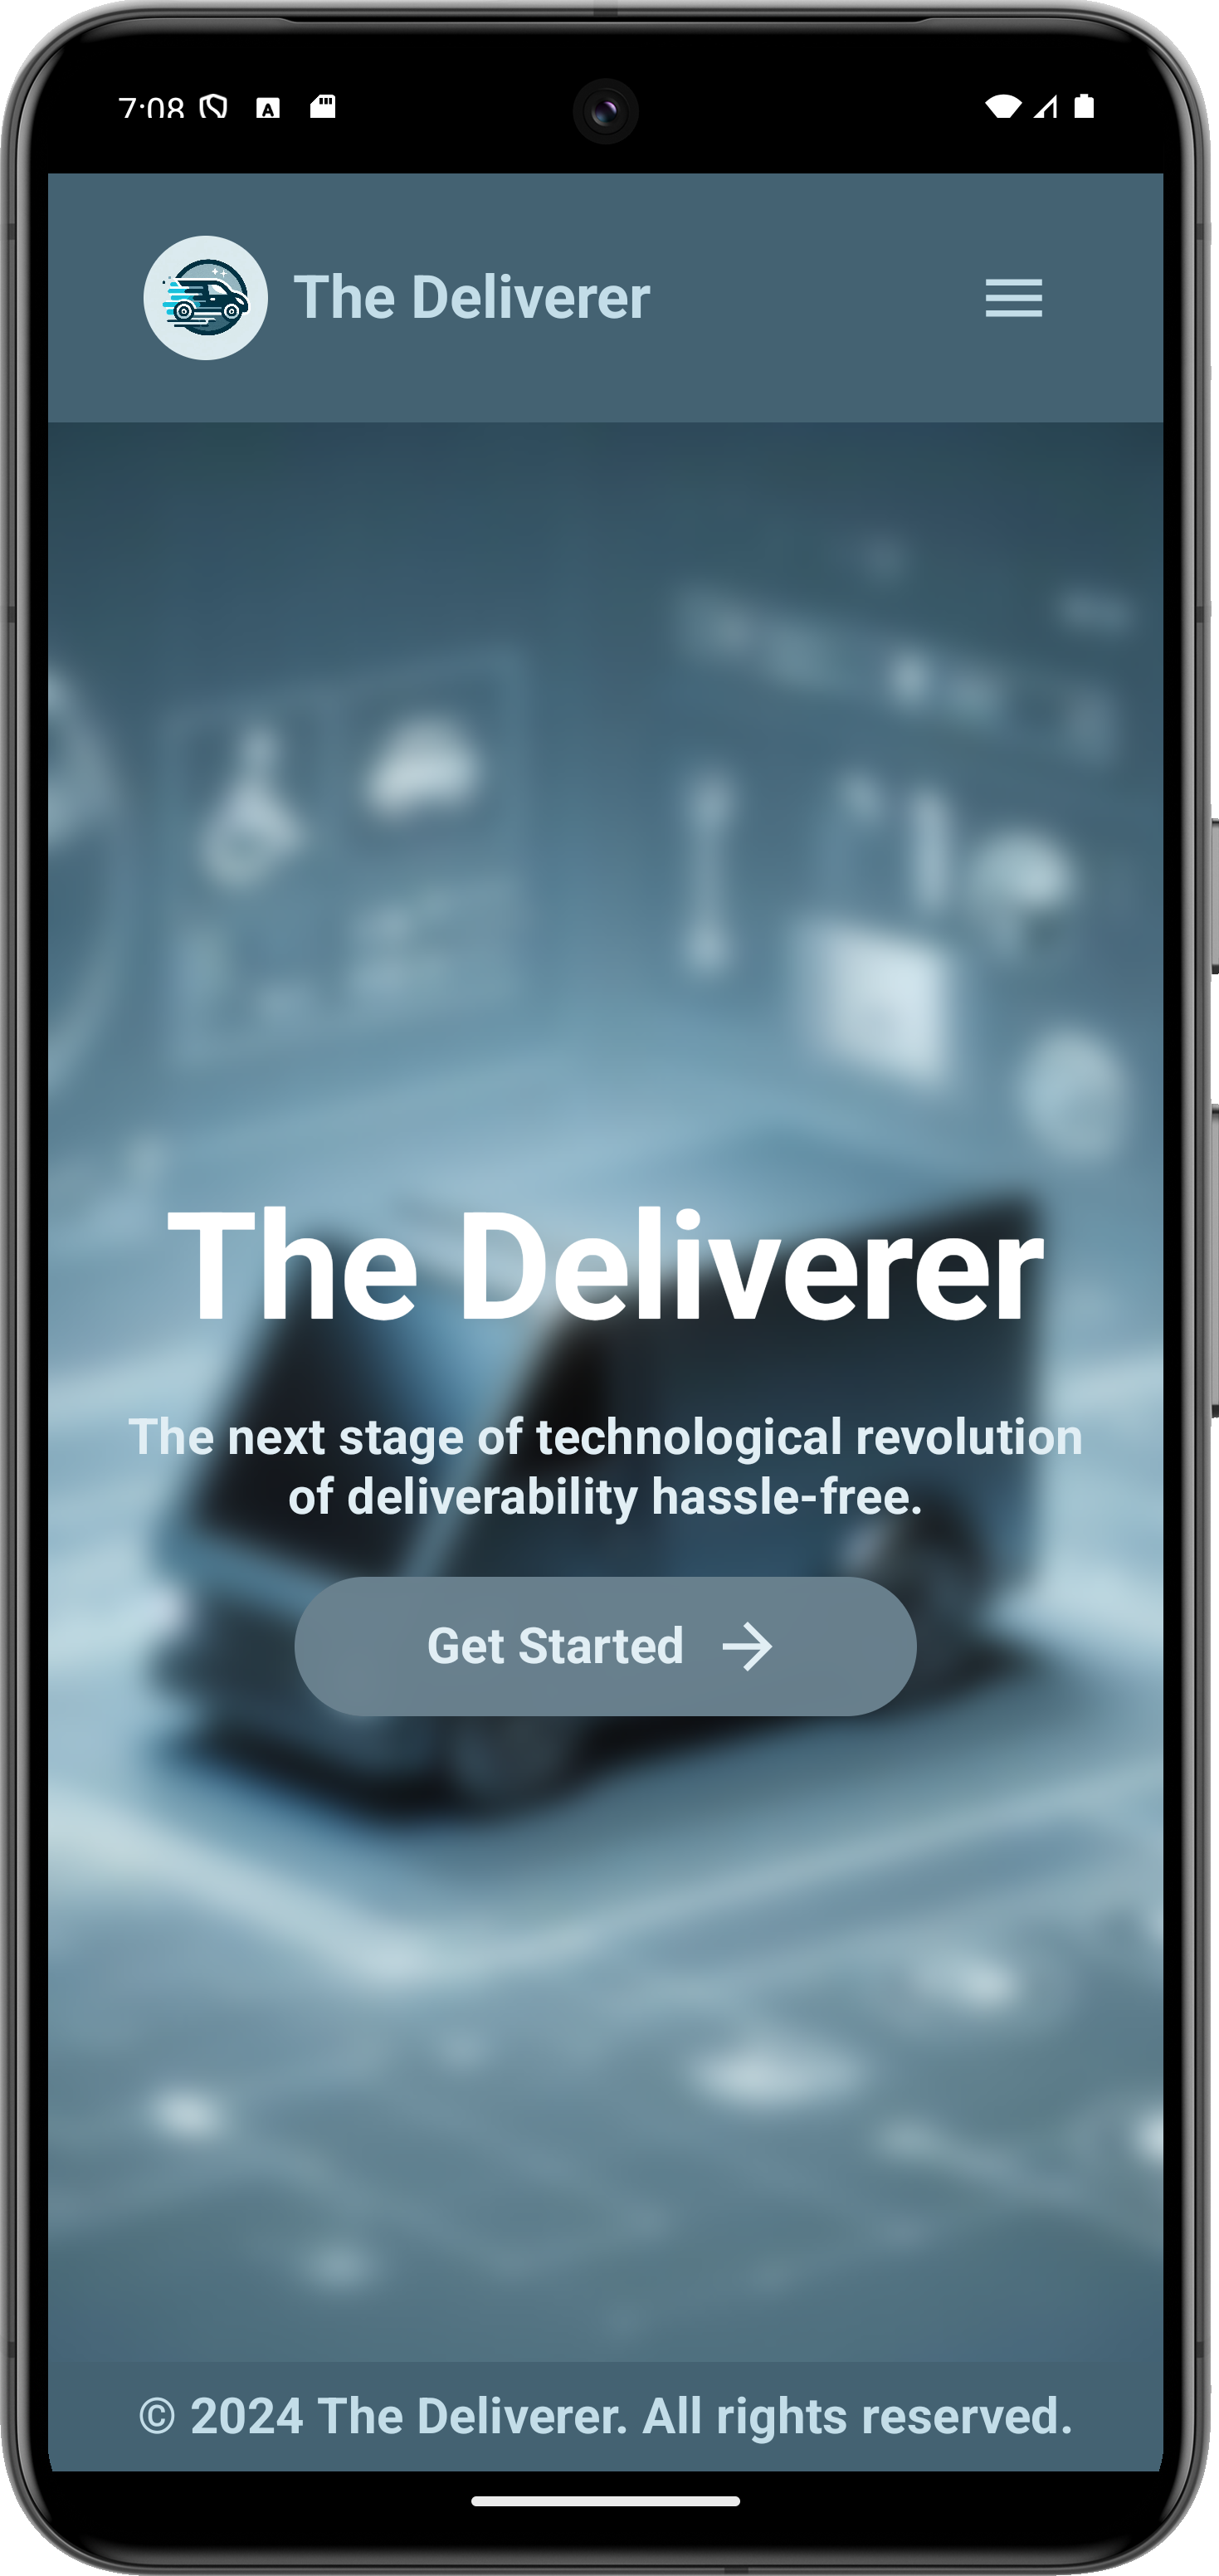 7:08
The Deliverer
The Deliverer
The next stage of technological revolution
of deliverability hassle-free.
Get Started
© 2024 The Deliverer. All rights reserved.